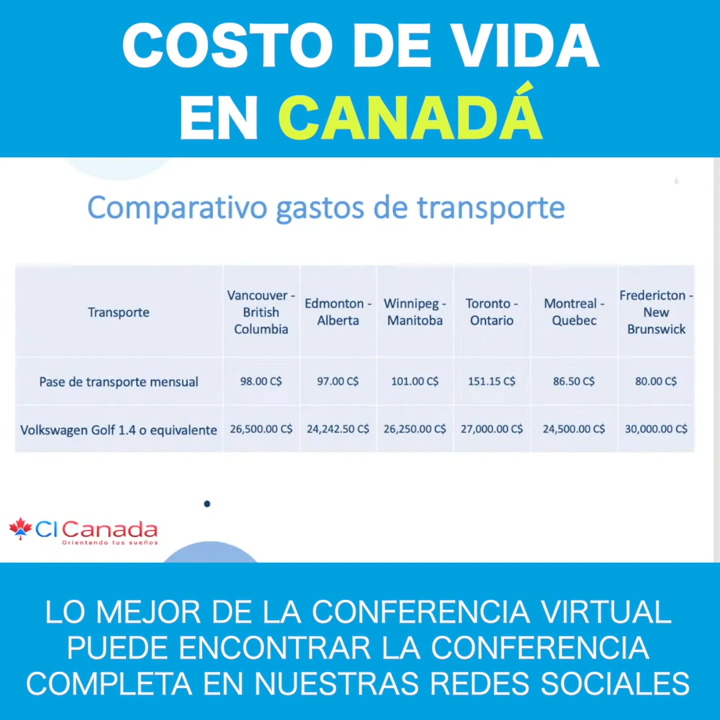 COSTO DE VIDA
EN CANADÁ
Comparativo gastos de transporte
Transporte
Vancouver -
British
Columbia
Edmonton -
Alberta
Winnipeg -
Manitoba
Toronto -
Ontario
Montreal -
Quebec
Fredericton -
New
Brunswick
Pase de transporte mensual
98.00 C$
97.00 C$
101.00 C$
151.15 C$
86.50 C$
80.00 C$
Volkswagen Golf 1.4 o equivalente
26,500.00 C$
24,242.50 C$
26,250.00 C$
27,000.00 C$
24,500.00 C$
30,000.00 C$
CICanada
Orientando tus sueños
LO MEJOR DE LA CONFERENCIA VIRTUAL
PUEDE ENCONTRAR LA CONFERENCIA
COMPLETA EN NUESTRAS REDES SOCIALES